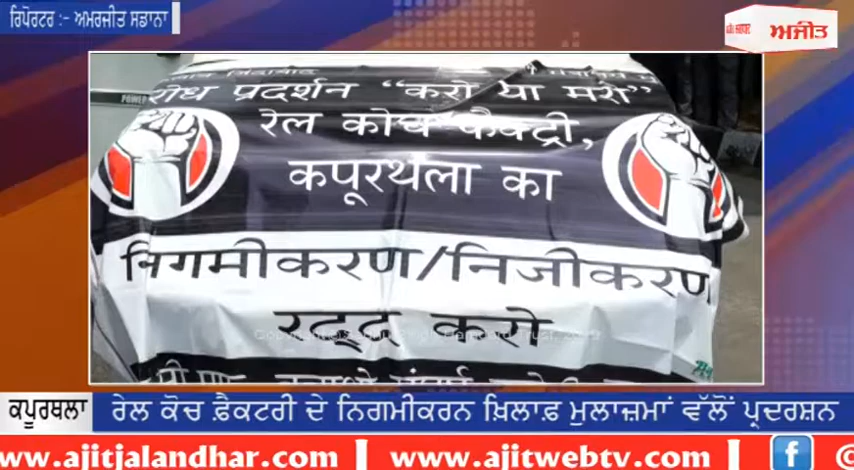 ਰਿਪੋਰਟਰ :- ਅਮਰਜੀਤ ਸਡਾਨਾ
ਅਜੀਤ
POWER
प्रदर्शन “करो या मरो”
रेल कोच फैक्ट्री,
कपूरथला का
निगमीकरण/निजीकरण
रद्द करो
ਕਪੂਰਥਲਾ
ਰੇਲ ਕੋਚ ਫ਼ੈਕਟਰੀ ਦੇ ਨਿਗਮੀਕਰਨ ਖ਼ਿਲਾਫ਼ ਮੁਲਾਜ਼ਮਾਂ ਵੱਲੋਂ ਪ੍ਰਦਰਸ਼ਨ
www.ajitjalandhar.com | www.ajitwebtv.com | f